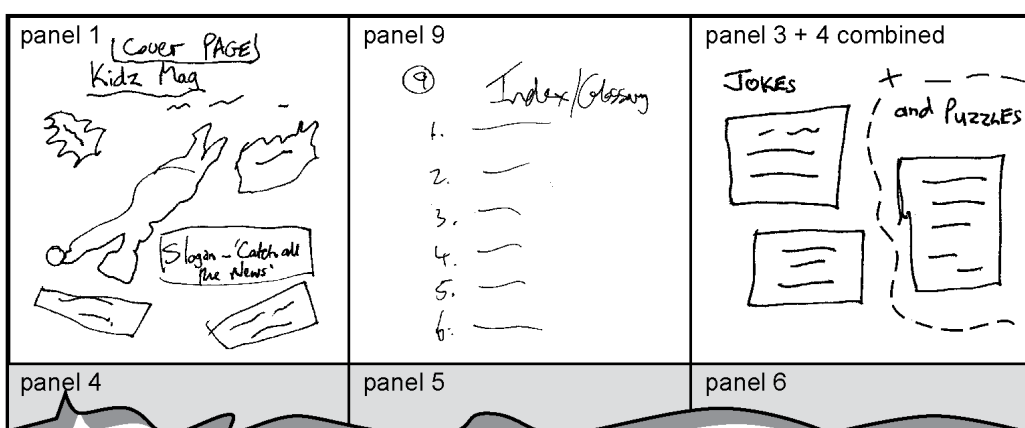 panel 1
Cover PAGE
Kidz Mag
Slogan - 'Catch all
the News'
panel 9
9
Index/Glossary
1.
2.
3.
4.
5.
6.
panel 3 + 4 combined
JOKES
and PUZZLES
panel 4
panel 5
panel 6